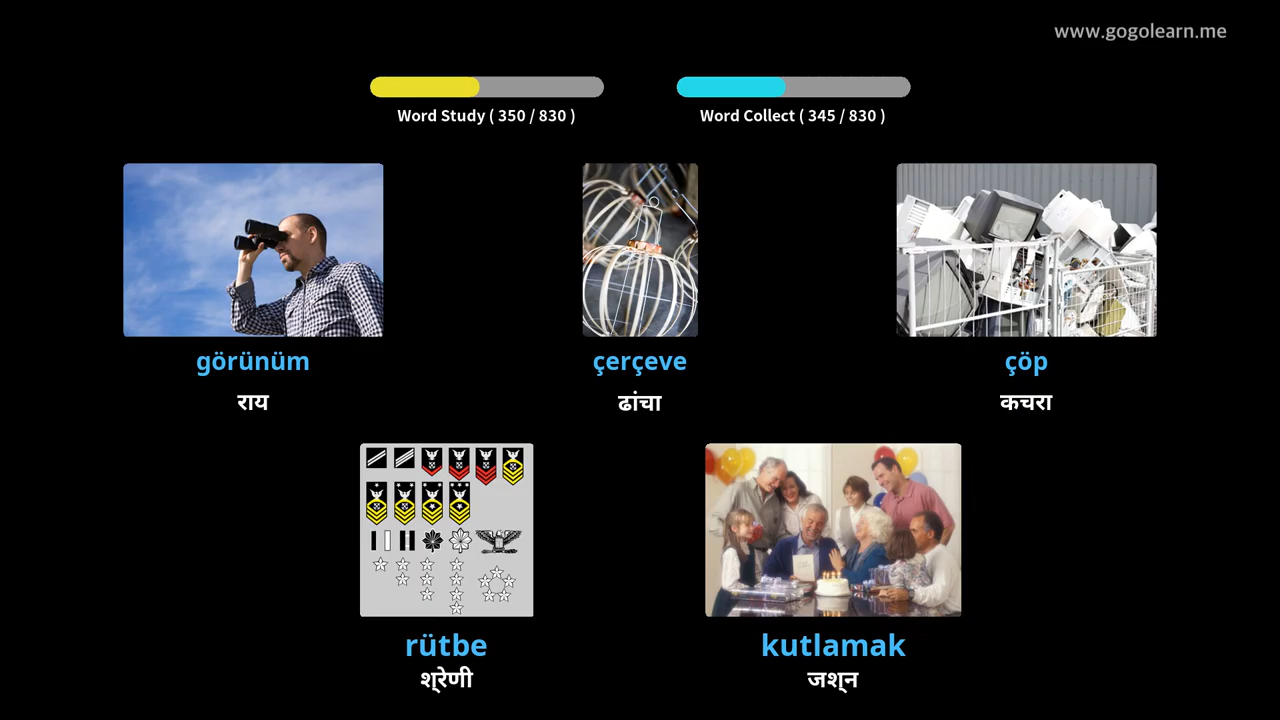 www.gogolearn.me
Word Study ( 350 / 830 )
Word Collect ( 345 / 830 )
görünüm
राय
çerçeve
ढांचा
çöp
कचरा
rütbe
श्रेणी
kutlamak
जश्न